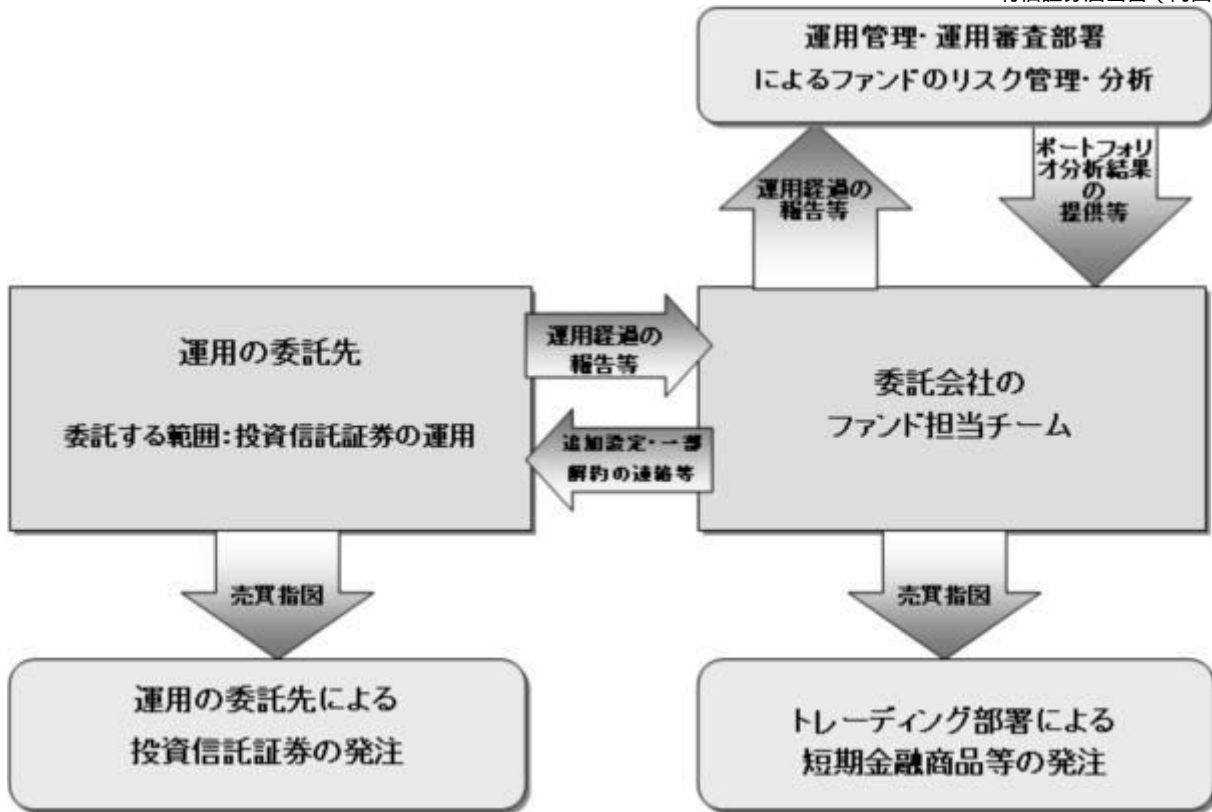 運用管理・運用審査部署
によるファンドのリスク管理・分析
運用経過の
報告等
ポートフォリ
オ分析結果
の
提供等
運用の委託先
委託する範囲:投資信託証券の運用
運用経過の
報告等
追加設定・一部
解約の連絡等
委託会社の
ファンド担当チーム
売買指図
売買指図
運用の委託先による
投資信託証券の発注
トレーディング部署による
短期金融商品等の発注